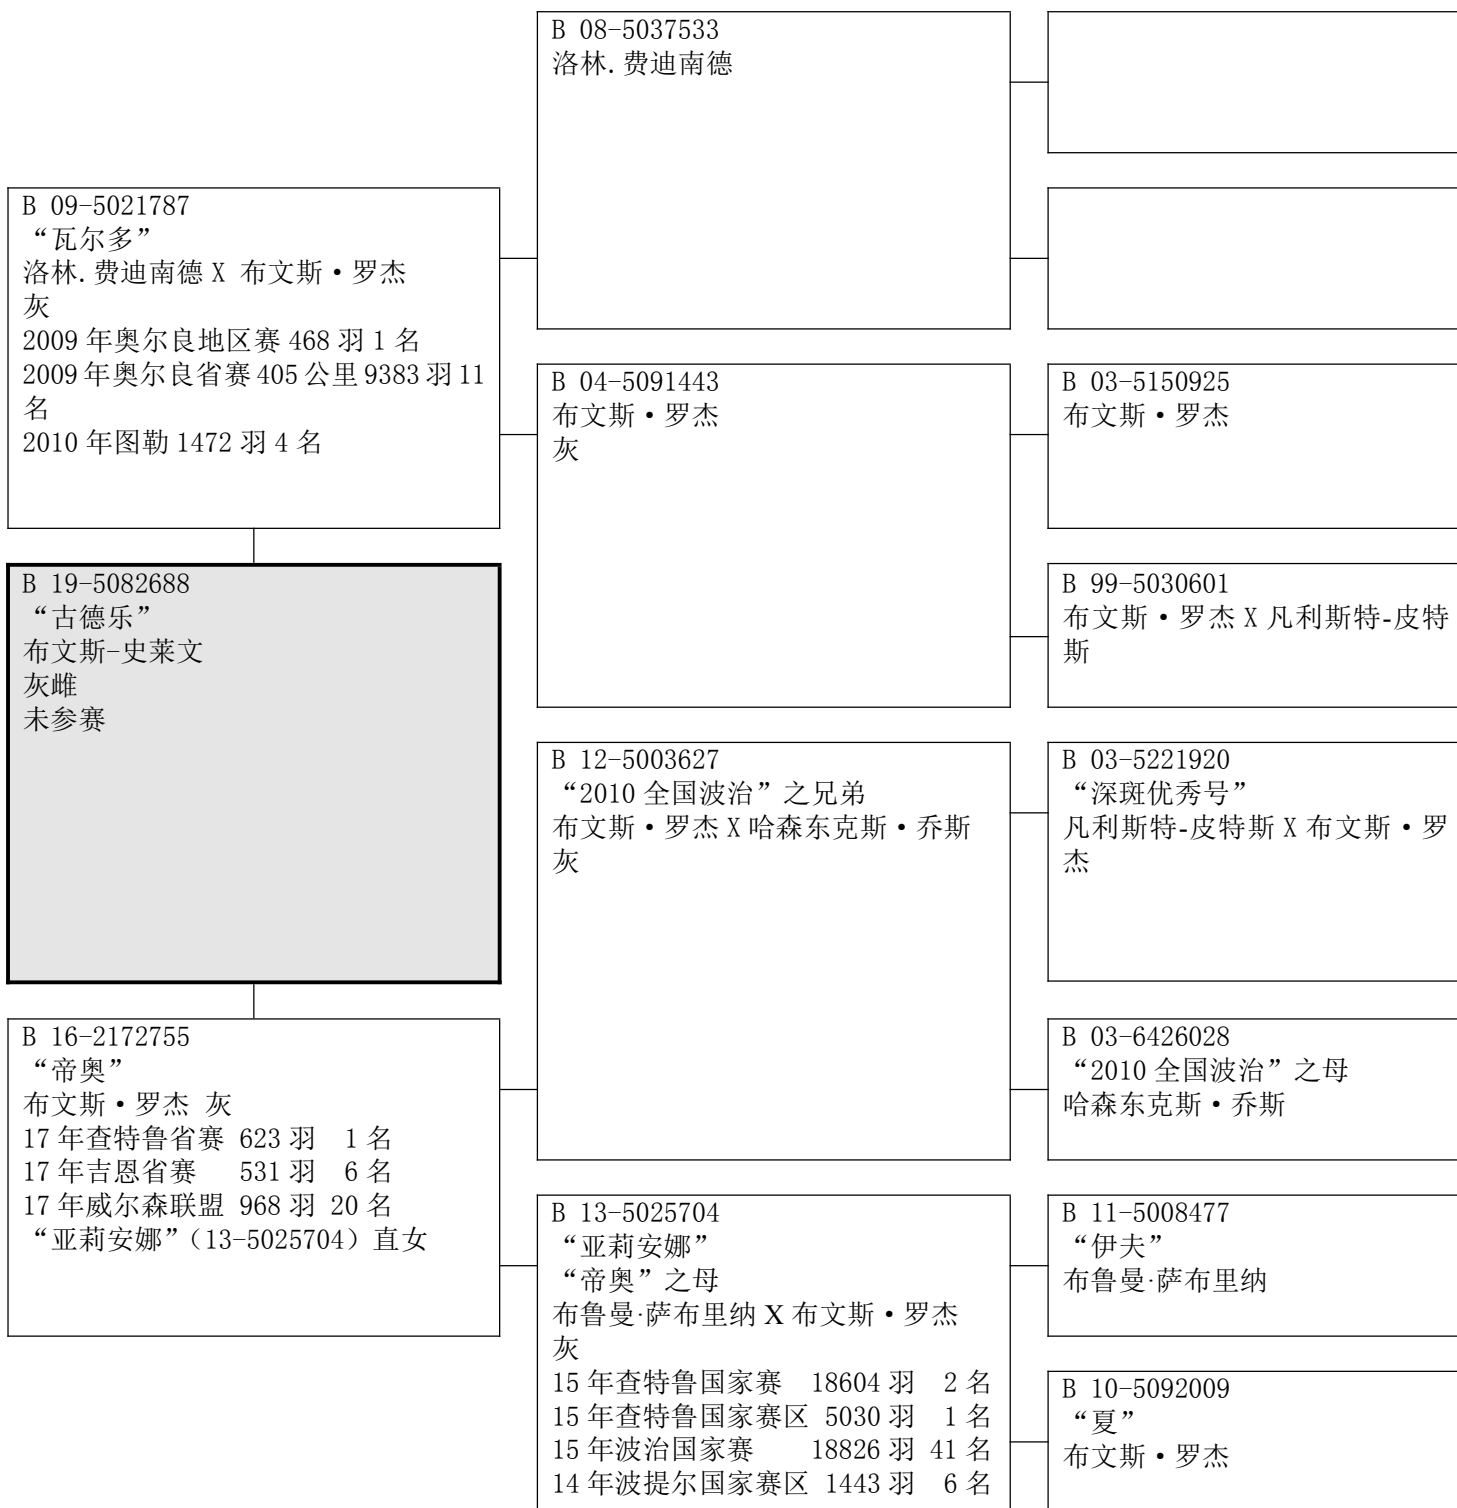 B 08-5037533
洛林.费迪南德
B 09-5021787
“瓦尔多”
洛林.费迪南德 X 布文斯·罗杰
灰
2009 年奥尔良地区赛 468 羽 1 名
2009 年奥尔良省赛 405 公里 9383 羽 11
名
2010 年图勒 1472 羽 4 名
B 04-5091443
布文斯·罗杰
灰
B 03-5150925
布文斯·罗杰
B 19-5082688
“古德乐”
布文斯-史莱文
灰雌
未参赛
B 99-5030601
布文斯·罗杰 X 凡利斯特-皮特
斯
B 12-5003627
“2010 全国波治”之兄弟
布文斯·罗杰 X 哈森东克斯·乔斯
灰
B 03-5221920
“深斑优秀号”
凡利斯特-皮特斯 X 布文斯·罗
杰
B 16-2172755
“帝奥”
布文斯·罗杰 灰
17 年查特鲁省赛 623 羽 1 名
17 年吉恩省赛 531 羽 6 名
17 年威尔森联盟 968 羽 20 名
“亚莉安娜”（13-5025704）直女
B 03-6426028
“2010 全国波治”之母
哈森东克斯·乔斯
B 13-5025704
“亚莉安娜”
“帝奥”之母
布鲁曼·萨布里纳 X 布文斯·罗杰
灰
15 年查特鲁国家赛 18604 羽 2 名
15 年查特鲁国家赛区 5030 羽 1 名
15 年波治国家赛 18826 羽 41 名
14 年波提尔国家赛区 1443 羽 6 名
B 11-5008477
“伊夫”
布鲁曼·萨布里纳
B 10-5092009
“夏”
布文斯·罗杰